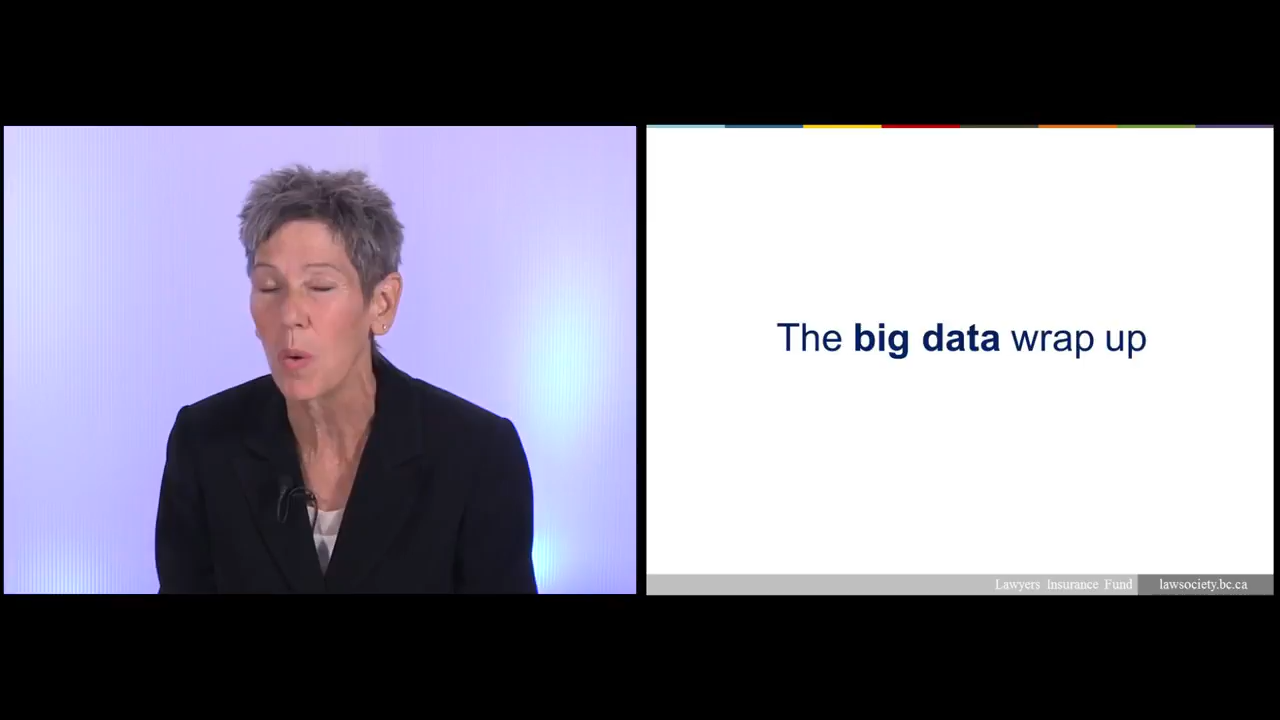 The big data wrap up
Lawyers Insurance Fund
lawsociety.bc.ca